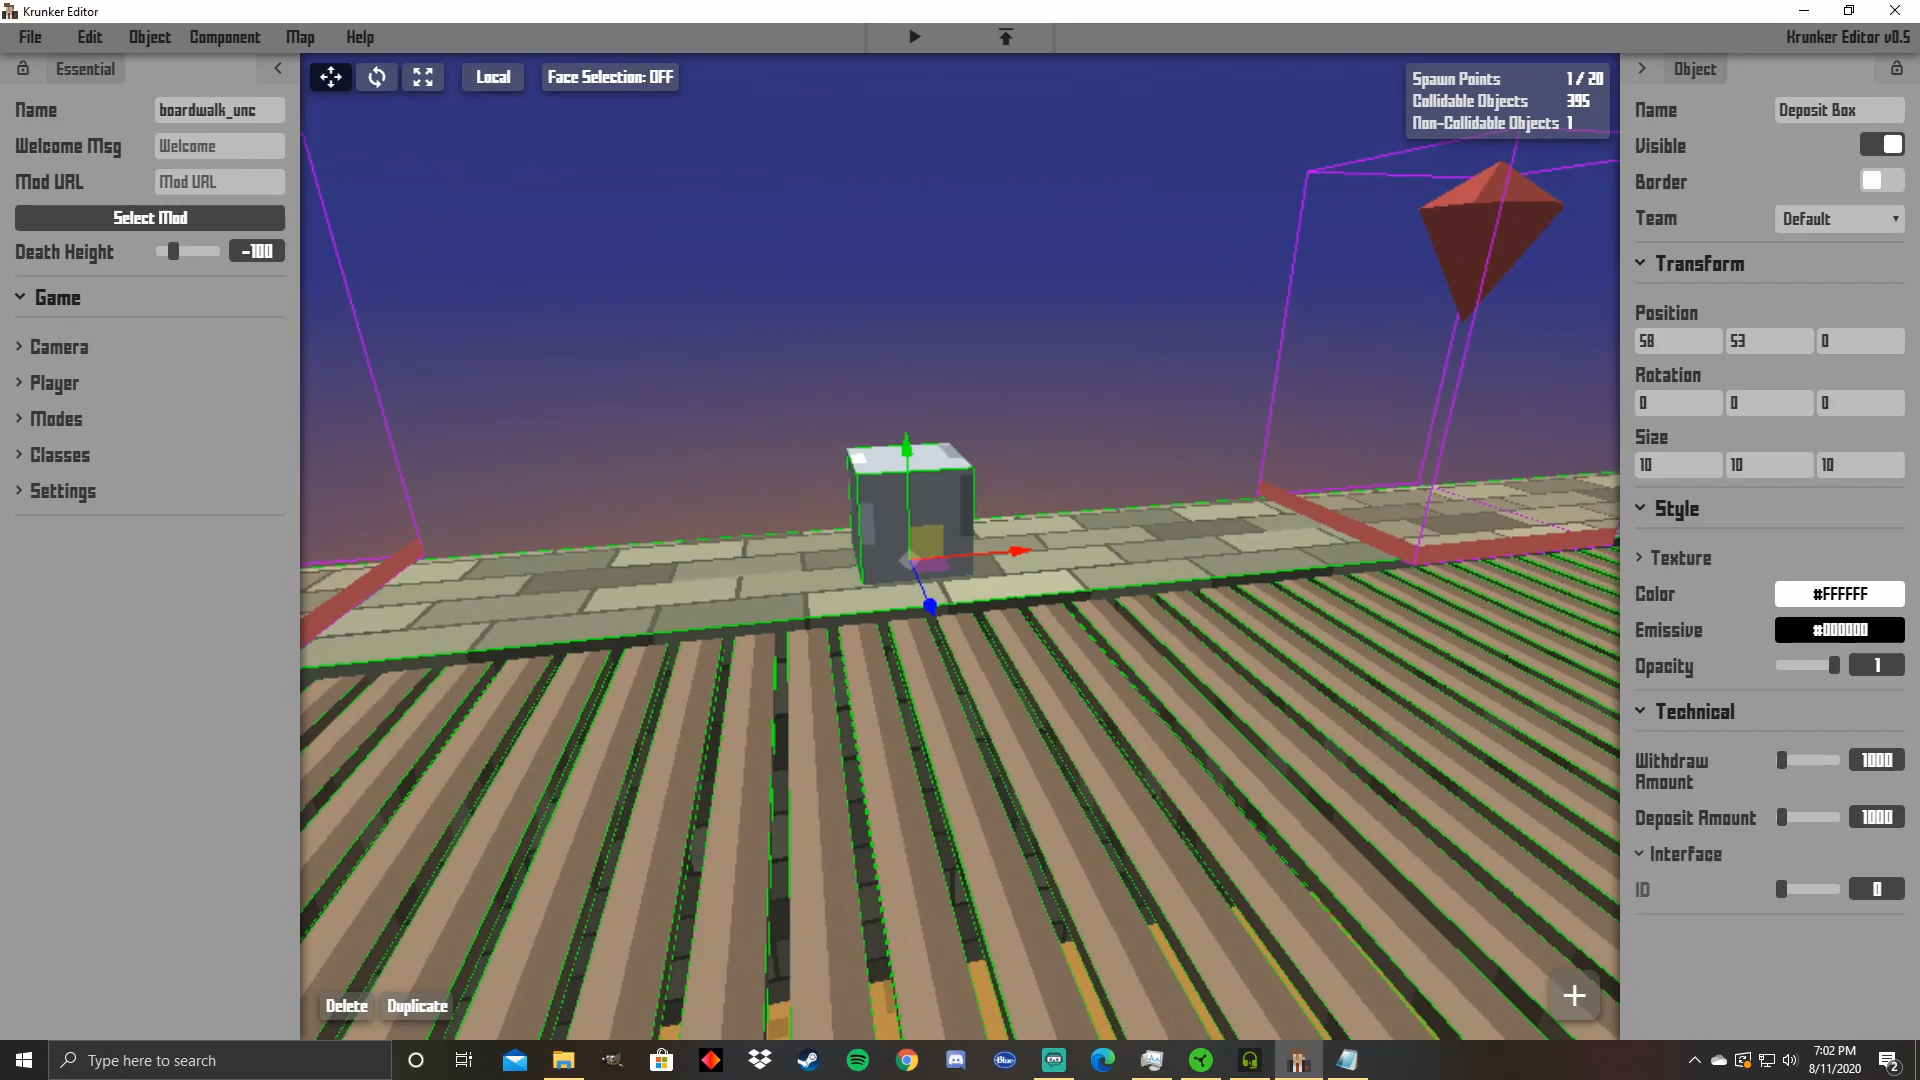 Krunker Editor
File Edit Object Component Map Help Krunker Editor v0.5
Essential
Name boardwalk_unc
Welcome Msg Welcome
Mod URL Mod URL
Select Mod
Death Height -100
Game
Camera
Player
Modes
Classes
Settings
Local Face Selection: OFF
Spawn Points 1 / 20
Collidable Objects 395
Non-Collidable Objects 1
Delete Duplicate
+
Object
Name Deposit Box
Visible
Border
Team Default
Transform
Position
58 53 0
Rotation
0 0 0
Size
10 10 10
Style
Texture
Color #FFFFFF
Emissive #000000
Opacity 1
Technical
Withdraw Amount 1000
Deposit Amount 1000
Interface
ID 0
Type here to search
Blue
7:02 PM
8/11/2020
2